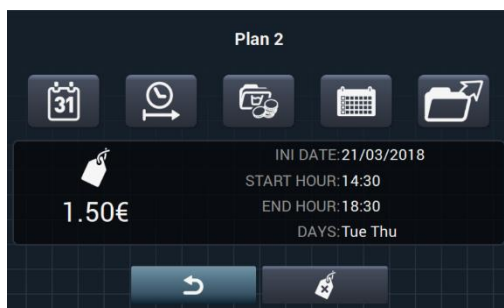 Plan 2
31
INI DATE:21/03/2018
START HOUR:14:30
1.50€
END HOUR:18:30
DAYS:Tue Thu